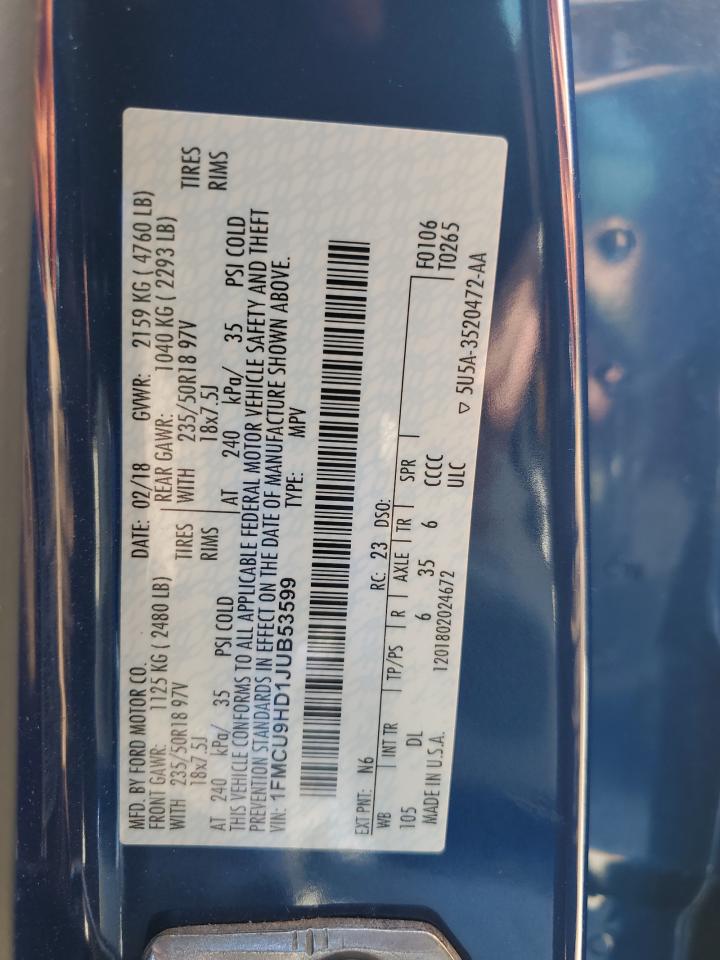 MFD. BY FORD MOTOR CO. DATE: 02/18 GVWR: 2159 KG ( 4760 LB)
FRONT GAWR: 1125 KG ( 2480 LB) REAR GAWR: 1040 KG ( 2293 LB)
WITH 235/50R18 97V TIRES WITH 235/50R18 97V TIRES
18x7.5J RIMS 18x7.5J RIMS
AT 240 kPa/ 35 PSI COLD AT 240 kPa/ 35 PSI COLD
THIS VEHICLE CONFORMS TO ALL APPLICABLE FEDERAL MOTOR VEHICLE SAFETY AND THEFT
PREVENTION STANDARDS IN EFFECT ON THE DATE OF MANUFACTURE SHOWN ABOVE.
VIN: 1FMCU9HD1JUB53599 TYPE: MPV
EXT PNT: N6 RC: 23 DSO:
WB INT TR TP/PS R AXLE TR SPR F0106
105 DL 6 35 6 CCCC T0265
MADE IN U.S.A. 1201802024672 ULC ▽ 5U5A-3520472-AA